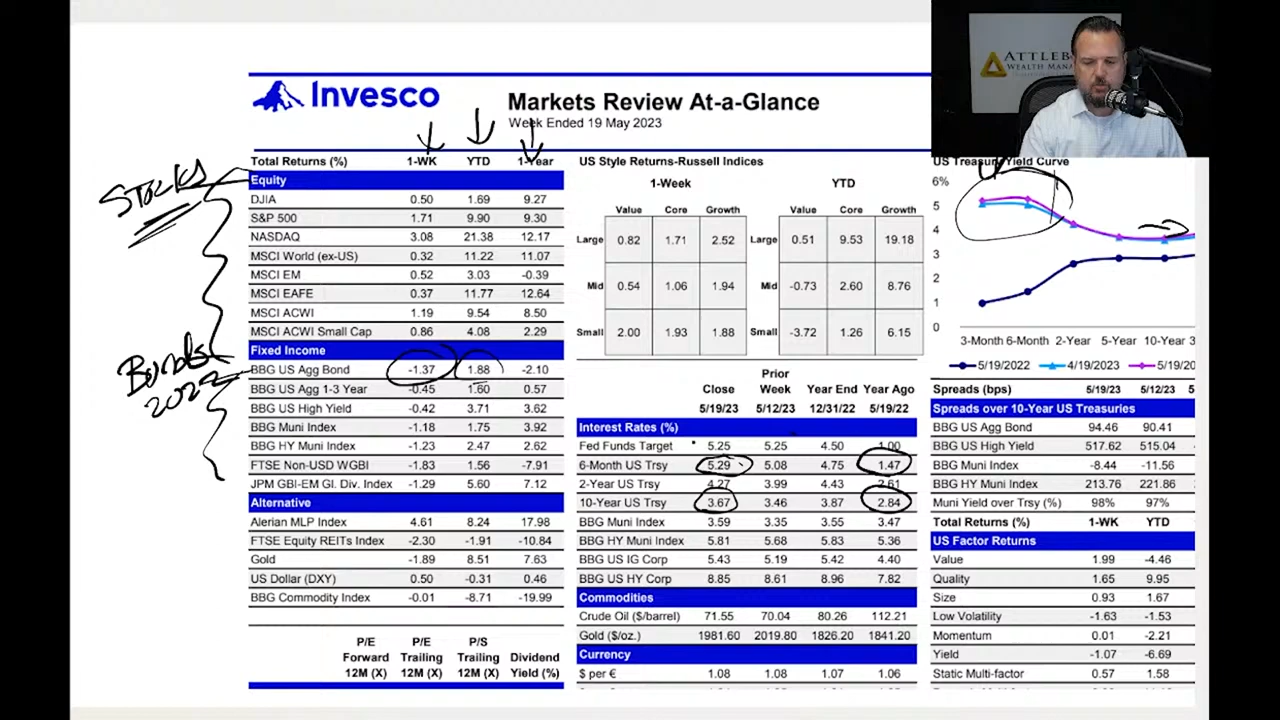 ATTLEB
WEALTH MANA
Invesco
Markets Review At-a-Glance
Week Ended 19 May 2023
STOCKS
Bonds
2022
Total Returns (%) 1-WK YTD 1-Year
Equity
DJIA 0.50 1.69 9.27
S&P 500 1.71 9.90 9.30
NASDAQ 3.08 21.38 12.17
MSCI World (ex-US) 0.32 11.22 11.07
MSCI EM 0.52 3.03 -0.39
MSCI EAFE 0.37 11.77 12.64
MSCI ACWI 1.19 9.54 8.50
MSCI ACWI Small Cap 0.86 4.08 2.29
Fixed Income
BBG US Agg Bond -1.37 1.88 -2.10
BBG US Agg 1-3 Year -0.45 1.60 0.57
BBG US High Yield -0.42 3.71 3.62
BBG Muni Index -1.18 1.75 3.92
BBG HY Muni Index -1.23 2.47 2.62
FTSE Non-USD WGBI -1.83 1.56 -7.91
JPM GBI-EM Gl. Div. Index -1.29 5.60 7.12
Alternative
Alerian MLP Index 4.61 8.24 17.98
FTSE Equity REITs Index -2.30 -1.91 -10.84
Gold -1.89 8.51 7.63
US Dollar (DXY) 0.50 -0.31 0.46
BBG Commodity Index -0.01 -8.71 -19.99
P/E P/E P/S
Forward Trailing Trailing Dividend
12M (X) 12M (X) 12M (X) Yield (%)
US Style Returns-Russell Indices
1-Week YTD
Value Core Growth Value Core Growth
Large 0.82 1.71 2.52 Large 0.51 9.53 19.18
Mid 0.54 1.06 1.94 Mid -0.73 2.60 8.76
Small 2.00 1.93 1.88 Small -3.72 1.26 6.15
Prior
Close Week Year End Year Ago
5/19/23 5/12/23 12/31/22 5/19/22
Interest Rates (%)
Fed Funds Target 5.25 5.25 4.50 1.00
6-Month US Trsy 5.29 5.08 4.75 1.47
2-Year US Trsy 4.27 3.99 4.43 2.61
10-Year US Trsy 3.67 3.46 3.87 2.84
BBG Muni Index 3.59 3.35 3.55 3.47
BBG HY Muni Index 5.81 5.68 5.83 5.36
BBG US IG Corp 5.43 5.19 5.42 4.40
BBG US HY Corp 8.85 8.61 8.96 7.82
Commodities
Crude Oil ($/barrel) 71.55 70.04 80.26 112.21
Gold ($/oz.) 1981.60 2019.80 1826.20 1841.20
Currency
$ per € 1.08 1.08 1.07 1.06
US Treasury Yield Curve
6%
5
4
3
2
1
0
3-Month 6-Month 2-Year 5-Year 10-Year 3
5/19/2022 4/19/2023 5/19/20
Spreads (bps) 5/19/23 5/12/23 5
Spreads over 10-Year US Treasuries
BBG US Agg Bond 94.46 90.41
BBG US High Yield 517.62 515.04
BBG Muni Index -8.44 -11.56
BBG HY Muni Index 213.76 221.86
Muni Yield over Trsy (%) 98% 97%
Total Returns (%) 1-WK YTD
US Factor Returns
Value 1.99 -4.46
Quality 1.65 9.95
Size 0.93 1.67
Low Volatility -1.63 -1.53
Momentum 0.01 -2.21
Yield -1.07 -6.69
Static Multi-factor 0.57 1.58